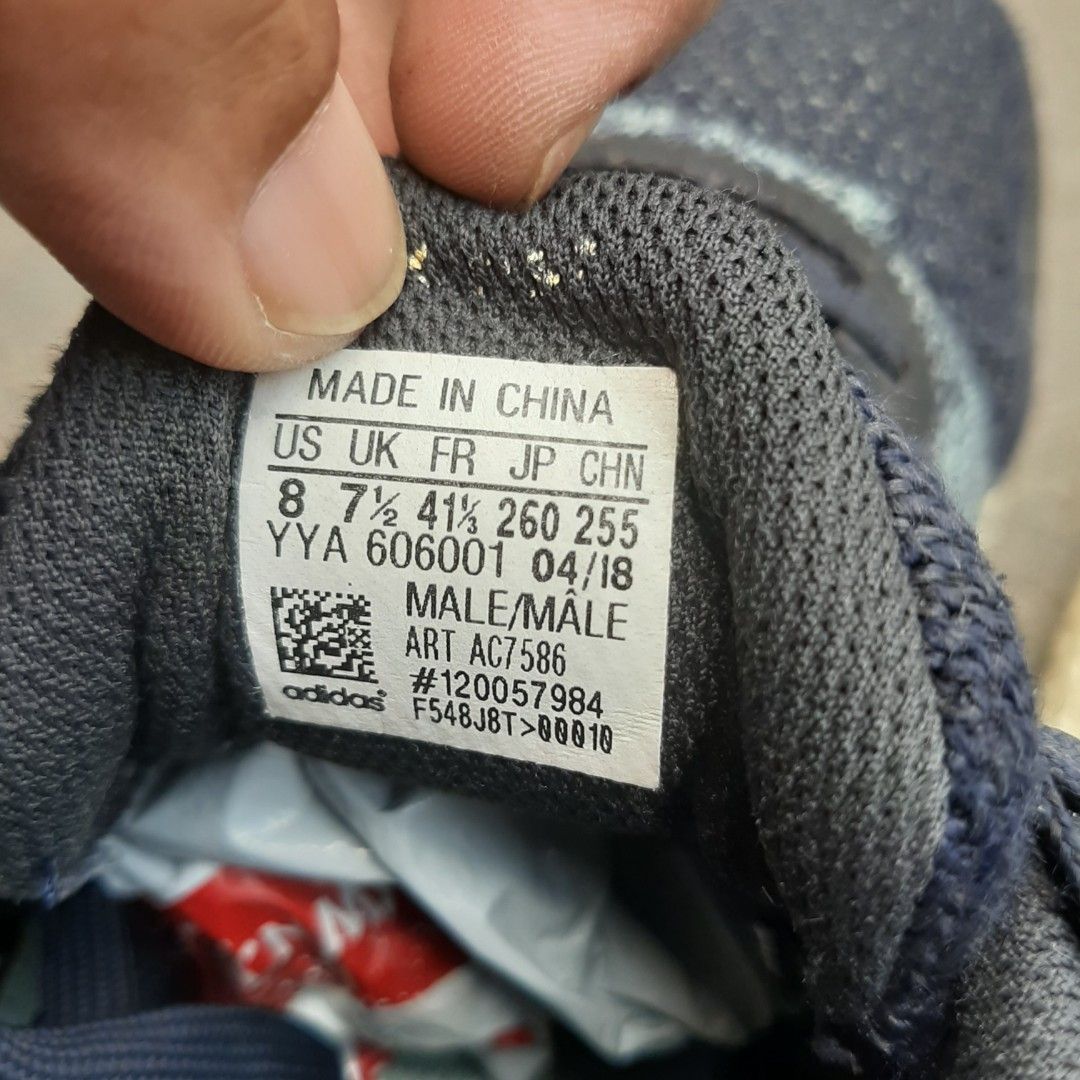 MADE IN CHINA
US UK FR JP CHN
8 7½ 41⅓ 260 255
YYA 606001 04/18
MALE/MÂLE
ART AC7586
#120057984
adidas
F548J8T>00010